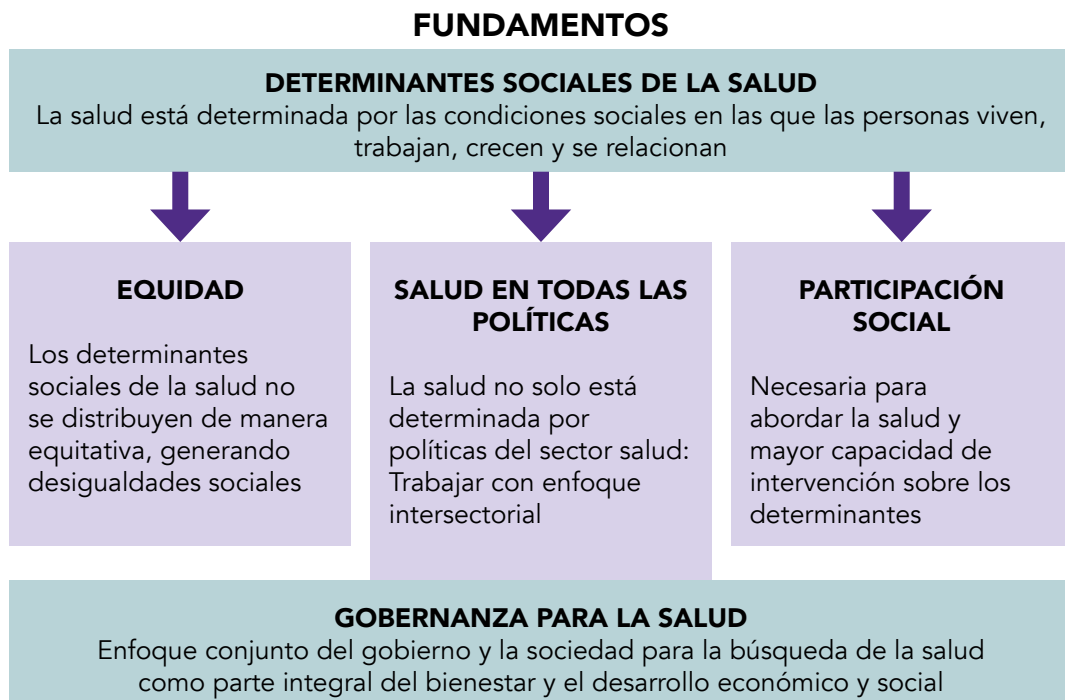 FUNDAMENTOS
DETERMINANTES SOCIALES DE LA SALUD
La salud está determinada por las condiciones sociales en las que las personas viven,
trabajan, crecen y se relacionan
EQUIDAD
Los determinantes
sociales de la salud no
se distribuyen de manera
equitativa, generando
desigualdades sociales
SALUD EN TODAS LAS
POLÍTICAS
La salud no solo está
determinada por
políticas del sector salud:
Trabajar con enfoque
intersectorial
PARTICIPACIÓN
SOCIAL
Necesaria para
abordar la salud y
mayor capacidad de
intervención sobre los
determinantes
GOBERNANZA PARA LA SALUD
Enfoque conjunto del gobierno y la sociedad para la búsqueda de la salud
como parte integral del bienestar y el desarrollo económico y social